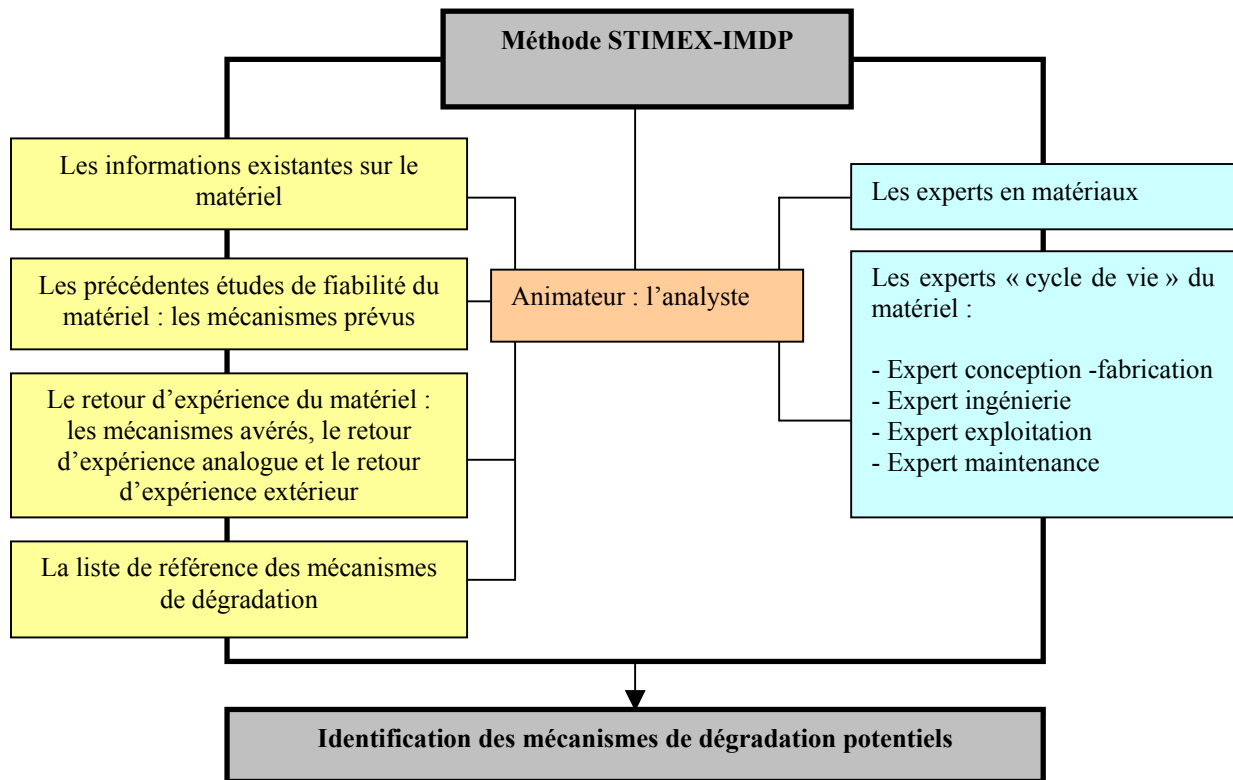 Méthode STIMEX-IMDP
Les informations existantes sur le
matériel
Les précédentes études de fiabilité du
matériel : les mécanismes prévus
Le retour d’expérience du matériel :
les mécanismes avérés, le retour
d’expérience analogue et le retour
d’expérience extérieur
La liste de référence des mécanismes
de dégradation
Animateur : l’analyste
Les experts en matériaux
Les experts « cycle de vie » du
matériel :
- Expert conception -fabrication
- Expert ingénierie
- Expert exploitation
- Expert maintenance
Identification des mécanismes de dégradation potentiels